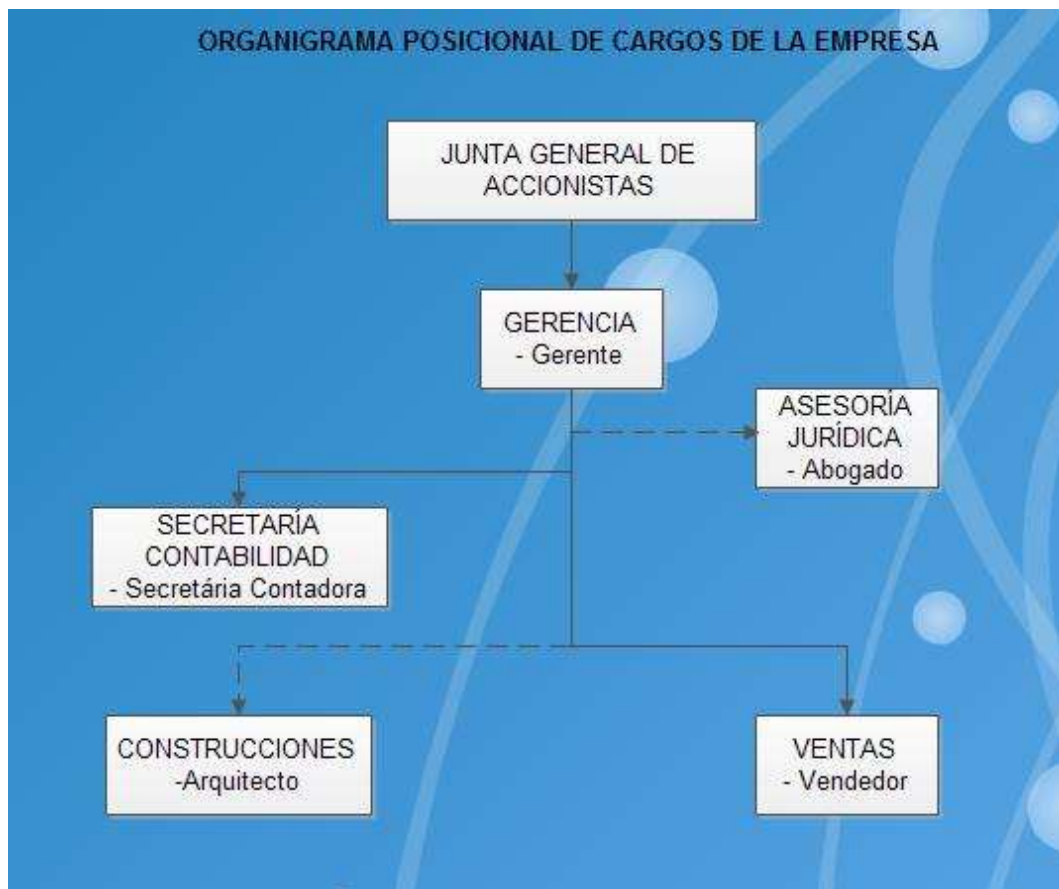 ORGANIGRAMA POSICIONAL DE CARGOS DE LA EMPRESA
JUNTA GENERAL DE
ACCIONISTAS
GERENCIA
- Gerente
ASESORÍA
JURÍDICA
- Abogado
SECRETARÍA
CONTABILIDAD
- Secretária Contadora
CONSTRUCCIONES
-Arquitecto
VENTAS
- Vendedor